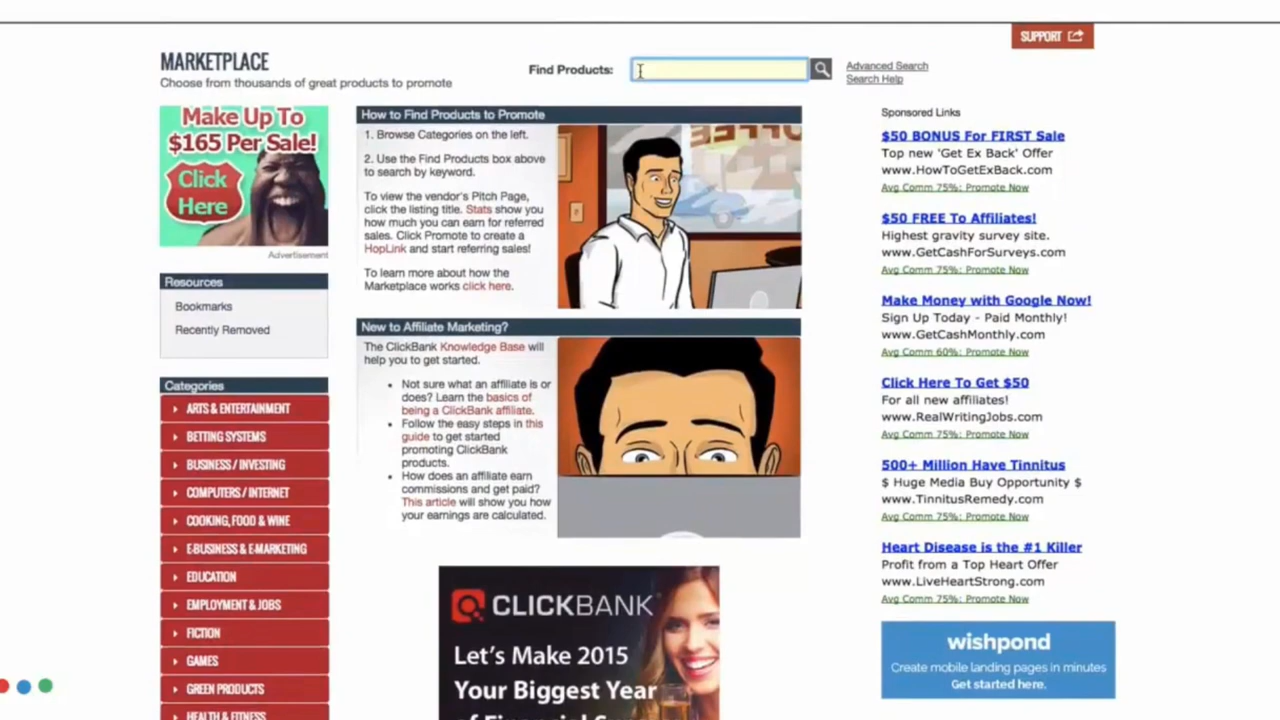 SUPPORT
MARKETPLACE
Choose from thousands of great products to promote
Find Products:
Advanced Search
Search Help
Make Up To
$165 Per Sale!
Click
Here
Advertisement
Resources
Bookmarks
Recently Removed
Categories
ARTS & ENTERTAINMENT
BETTING SYSTEMS
BUSINESS / INVESTING
COMPUTERS / INTERNET
COOKING, FOOD & WINE
E-BUSINESS & E-MARKETING
EDUCATION
EMPLOYMENT & JOBS
FICTION
GAMES
GREEN PRODUCTS
HEALTH & FITNESS
How to Find Products to Promote
1. Browse Categories on the left.
2. Use the Find Products box above
to search by keyword.
To view the vendor's Pitch Page,
click the listing title. Stats show you
how much you can earn for referred
sales. Click Promote to create a
HopLink and start referring sales!
To learn more about how the
Marketplace works click here.
COFFEE
New to Affiliate Marketing?
The ClickBank Knowledge Base will
help you to get started.
Not sure what an affiliate is or
does? Learn the basics of
being a ClickBank affiliate.
Follow the easy steps in this
guide to get started
promoting ClickBank
products.
How does an affiliate earn
commissions and get paid?
This article will show you how
your earnings are calculated.
CLICKBANK
Let's Make 2015
Your Biggest Year
Sponsored Links
$50 BONUS For FIRST Sale
Top new 'Get Ex Back' Offer
www.HowToGetExBack.com
Avg Comm 75%: Promote Now
$50 FREE To Affiliates!
Highest gravity survey site.
www.GetCashForSurveys.com
Avg Comm 75%: Promote Now
Make Money with Google Now!
Sign Up Today - Paid Monthly!
www.GetCashMonthly.com
Avg Comm 60%: Promote Now
Click Here To Get $50
For all new affiliates!
www.RealWritingJobs.com
Avg Comm 75%: Promote Now
500+ Million Have Tinnitus
$ Huge Media Buy Opportunity $
www.TinnitusRemedy.com
Avg Comm 75%: Promote Now
Heart Disease is the #1 Killer
Profit from a Top Heart Offer
www.LiveHeartStrong.com
Avg Comm 75%: Promote Now
wishpond
Create mobile landing pages in minutes
Get started here.